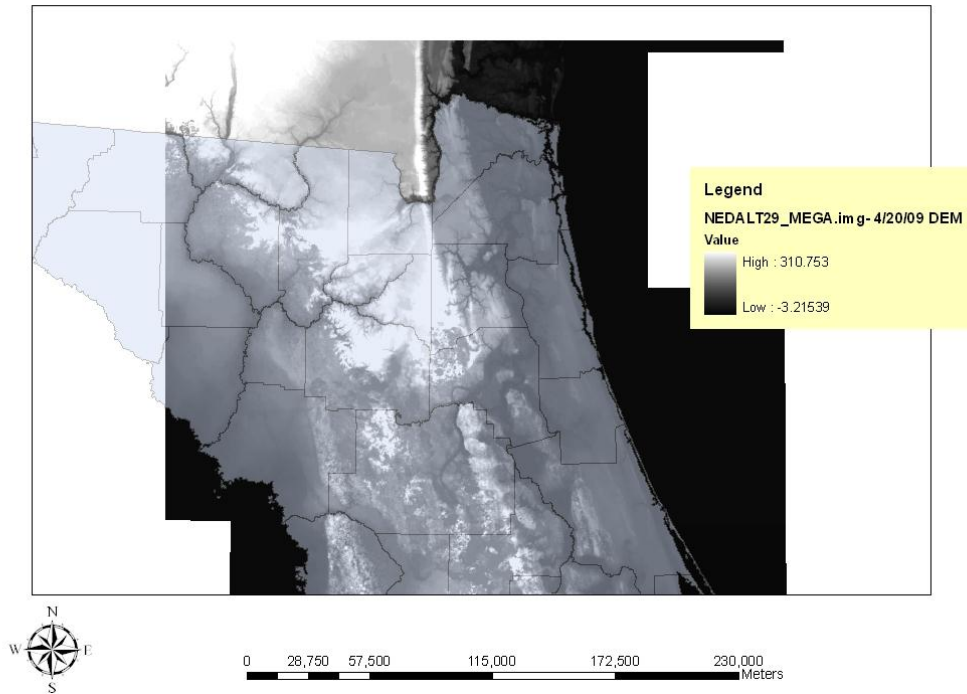 Legend
NEDALT29_MEGA.img- 4/20/09 DEM
Value
High : 310.753
Low : -3.21539
N
W E
S
0 28,750 57,500 115,000 172,500 230,000
Meters